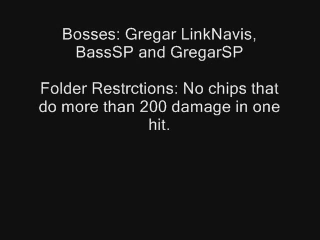 Bosses: Gregar LinkNavis,
BassSP and GregarSP
Folder Restrctions: No chips that
do more than 200 damage in one
hit.